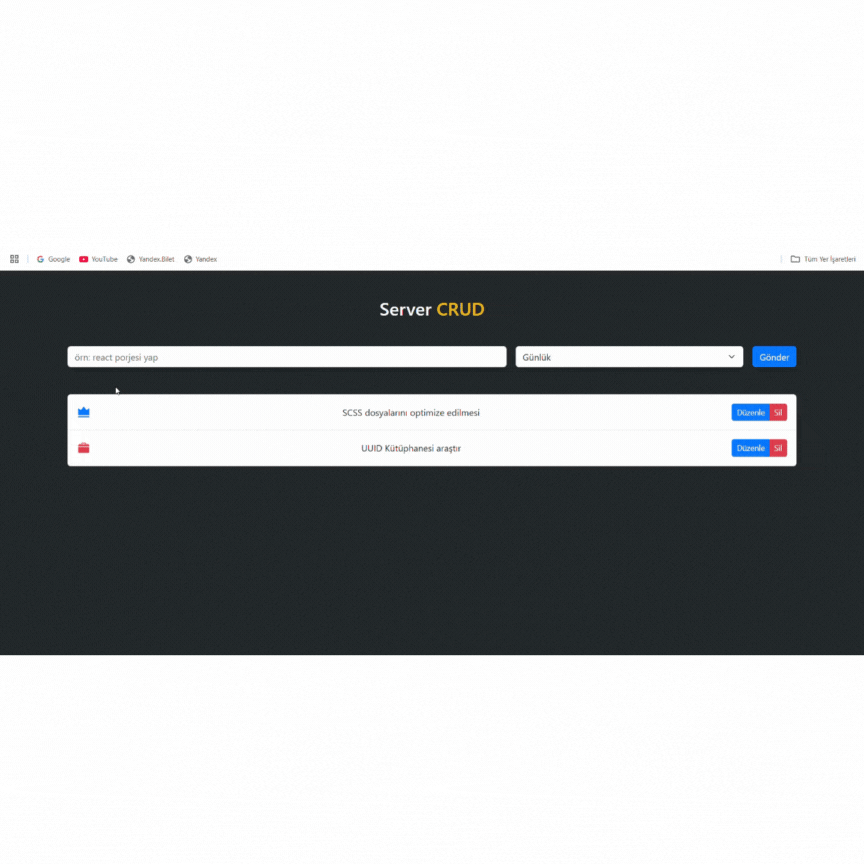 Google YouTube Yandex.Bilet Yandex Tüm Yer İşaretleri
Server CRUD
örn: react porjesi yap Günlük Gönder
SCSS dosyalarını optimize edilmesi Düzenle Sil
UUID Kütüphanesi araştır Düzenle Sil